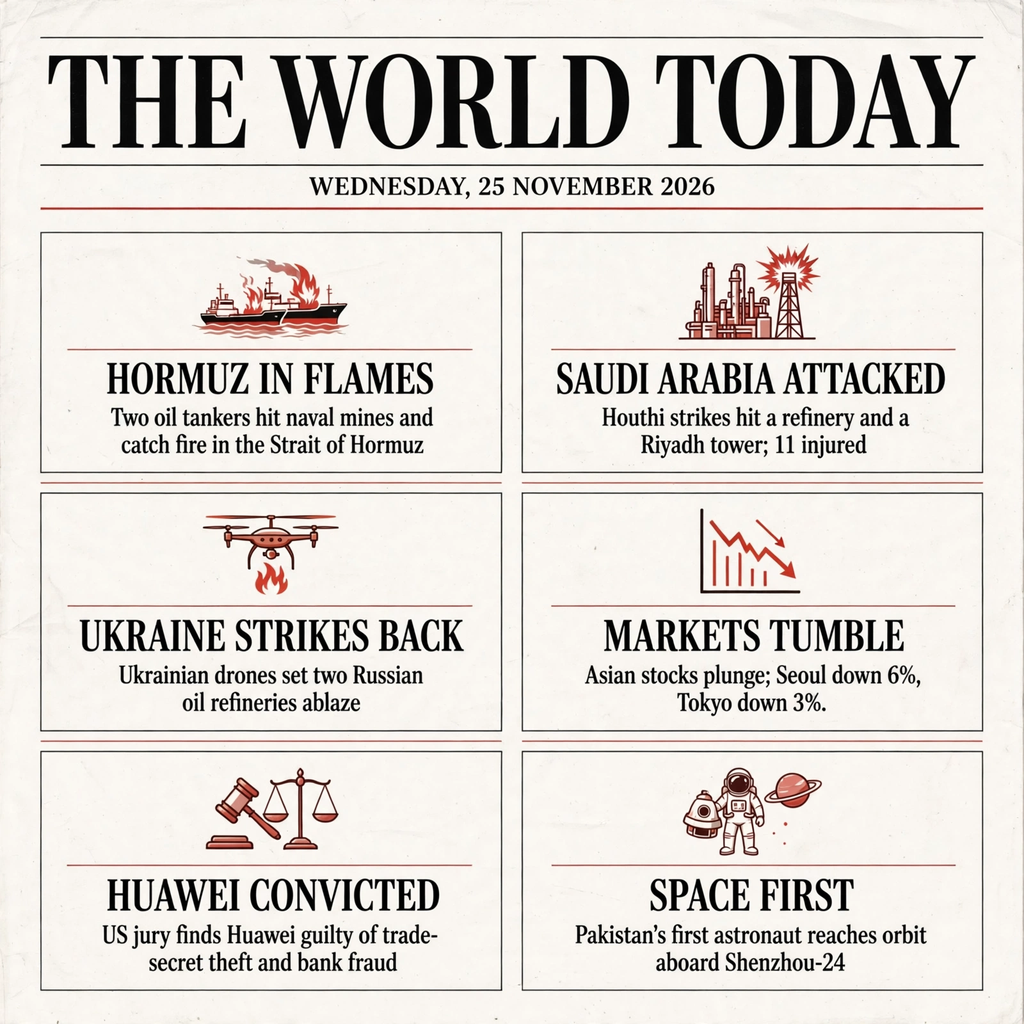 THE WORLD TODAY
WEDNESDAY, 25 NOVEMBER 2026
HORMUZ IN FLAMES
Two oil tankers hit naval mines and
catch fire in the Strait of Hormuz
SAUDI ARABIA ATTACKED
Houthi strikes hit a refinery and a
Riyadh tower; 11 injured
UKRAINE STRIKES BACK
Ukrainian drones set two Russian
oil refineries ablaze
MARKETS TUMBLE
Asian stocks plunge; Seoul down 6%,
Tokyo down 3%.
HUAWEI CONVICTED
US jury finds Huawei guilty of trade-
secret theft and bank fraud
SPACE FIRST
Pakistan's first astronaut reaches orbit
aboard Shenzhou-24